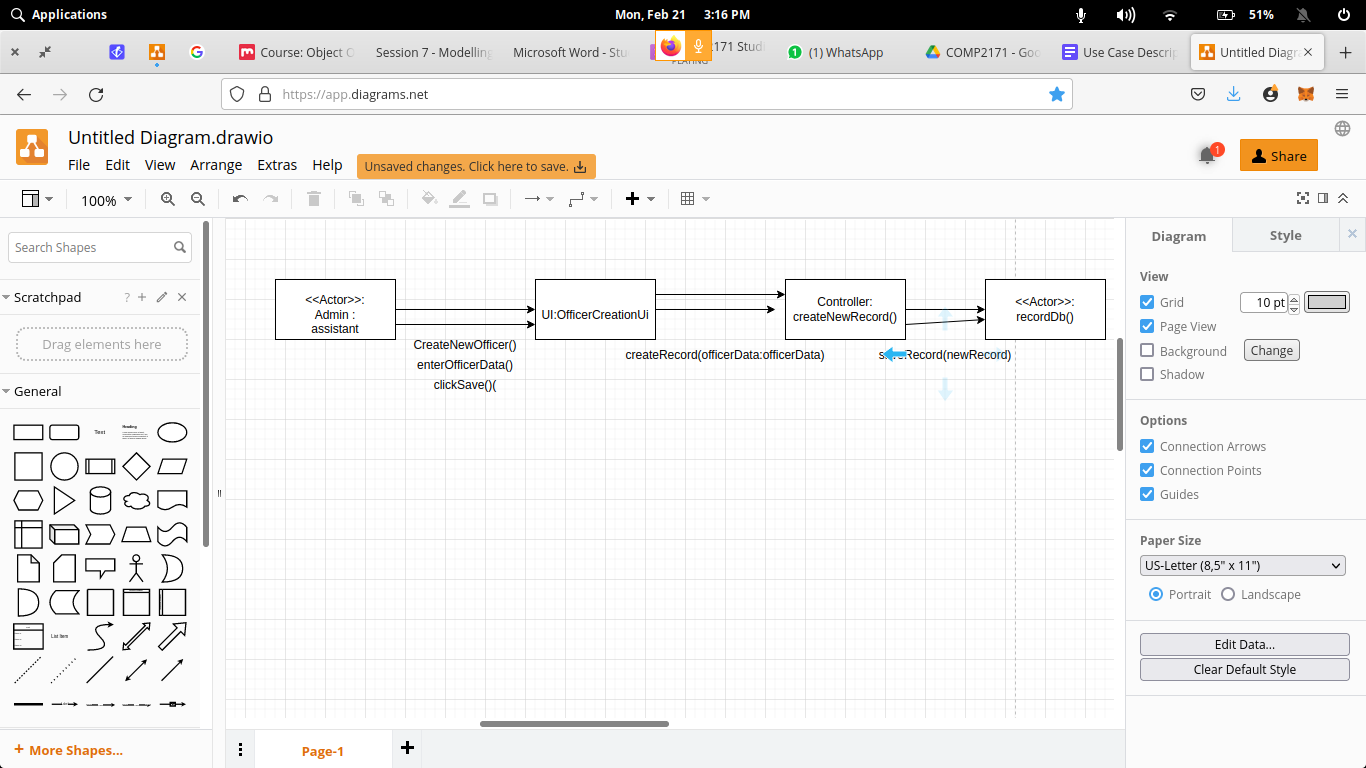 Applications
Mon, Feb 21 3:16 PM
51%
Course: Object O
Session 7 - Modelling
Microsoft Word - Stu
2171 Studi
PLAYING
(1) WhatsApp
COMP2171 - Goo
Use Case Descrip
Untitled Diagra
https://app.diagrams.net
Untitled Diagram.drawio
File Edit View Arrange Extras Help
Unsaved changes. Click here to save.
1
Share
100%
Search Shapes
Scratchpad
?
Drag elements here
General
Text
Heading
List Item
+ More Shapes...
<<Actor>>:
Admin :
assistant
UI:OfficerCreationUi
Controller:
createNewRecord()
<<Actor>>:
recordDb()
CreateNewOfficer()
enterOfficerData()
clickSave()(
createRecord(officerData:officerData)
Record(newRecord)
Page-1
Diagram
Style
View
Grid
10 pt
Page View
Background
Change
Shadow
Options
Connection Arrows
Connection Points
Guides
Paper Size
US-Letter (8,5" x 11")
Portrait
Landscape
Edit Data...
Clear Default Style